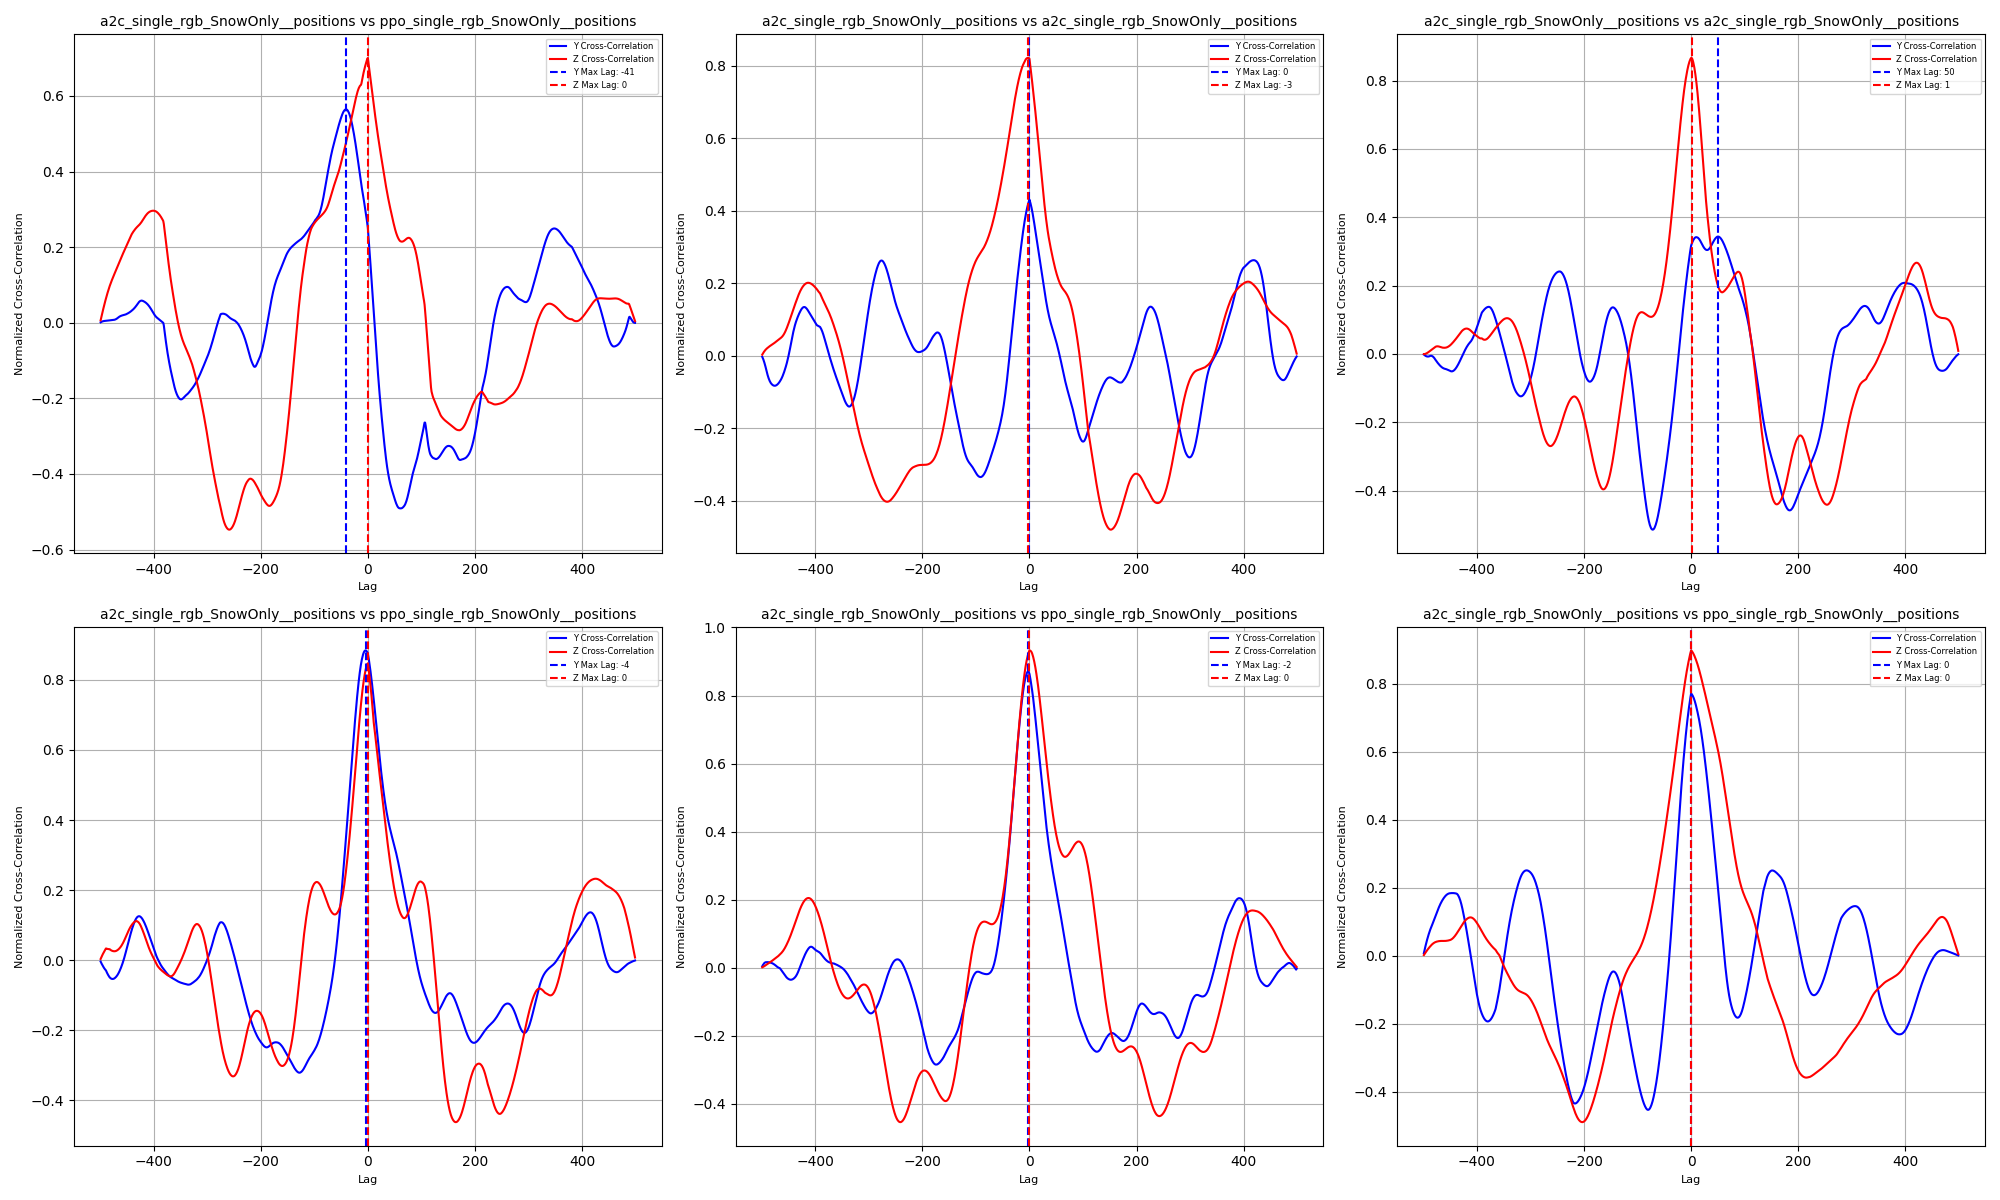 a2c_single_rgb_SnowOnly__positions vs ppo_single_rgb_SnowOnly__positions
Y Cross-Correlation
Z Cross-Correlation
Y Max Lag: -41
Z Max Lag: 0
Normalized Cross-Correlation
0.6
0.4
0.2
0.0
−0.2
−0.4
−0.6
−400
−200
0
200
400
Lag
a2c_single_rgb_SnowOnly__positions vs a2c_single_rgb_SnowOnly__positions
Y Cross-Correlation
Z Cross-Correlation
Y Max Lag: 0
Z Max Lag: -3
Normalized Cross-Correlation
0.8
0.6
0.4
0.2
0.0
−0.2
−0.4
−400
−200
0
200
400
Lag
a2c_single_rgb_SnowOnly__positions vs a2c_single_rgb_SnowOnly__positions
Y Cross-Correlation
Z Cross-Correlation
Y Max Lag: 50
Z Max Lag: 1
Normalized Cross-Correlation
0.8
0.6
0.4
0.2
0.0
−0.2
−0.4
−400
−200
0
200
400
Lag
a2c_single_rgb_SnowOnly__positions vs ppo_single_rgb_SnowOnly__positions
Y Cross-Correlation
Z Cross-Correlation
Y Max Lag: -4
Z Max Lag: 0
Normalized Cross-Correlation
0.8
0.6
0.4
0.2
0.0
−0.2
−0.4
−400
−200
0
200
400
Lag
a2c_single_rgb_SnowOnly__positions vs ppo_single_rgb_SnowOnly__positions
Y Cross-Correlation
Z Cross-Correlation
Y Max Lag: -2
Z Max Lag: 0
Normalized Cross-Correlation
1.0
0.8
0.6
0.4
0.2
0.0
−0.2
−0.4
−400
−200
0
200
400
Lag
a2c_single_rgb_SnowOnly__positions vs ppo_single_rgb_SnowOnly__positions
Y Cross-Correlation
Z Cross-Correlation
Y Max Lag: 0
Z Max Lag: 0
Normalized Cross-Correlation
0.8
0.6
0.4
0.2
0.0
−0.2
−0.4
−400
−200
0
200
400
Lag